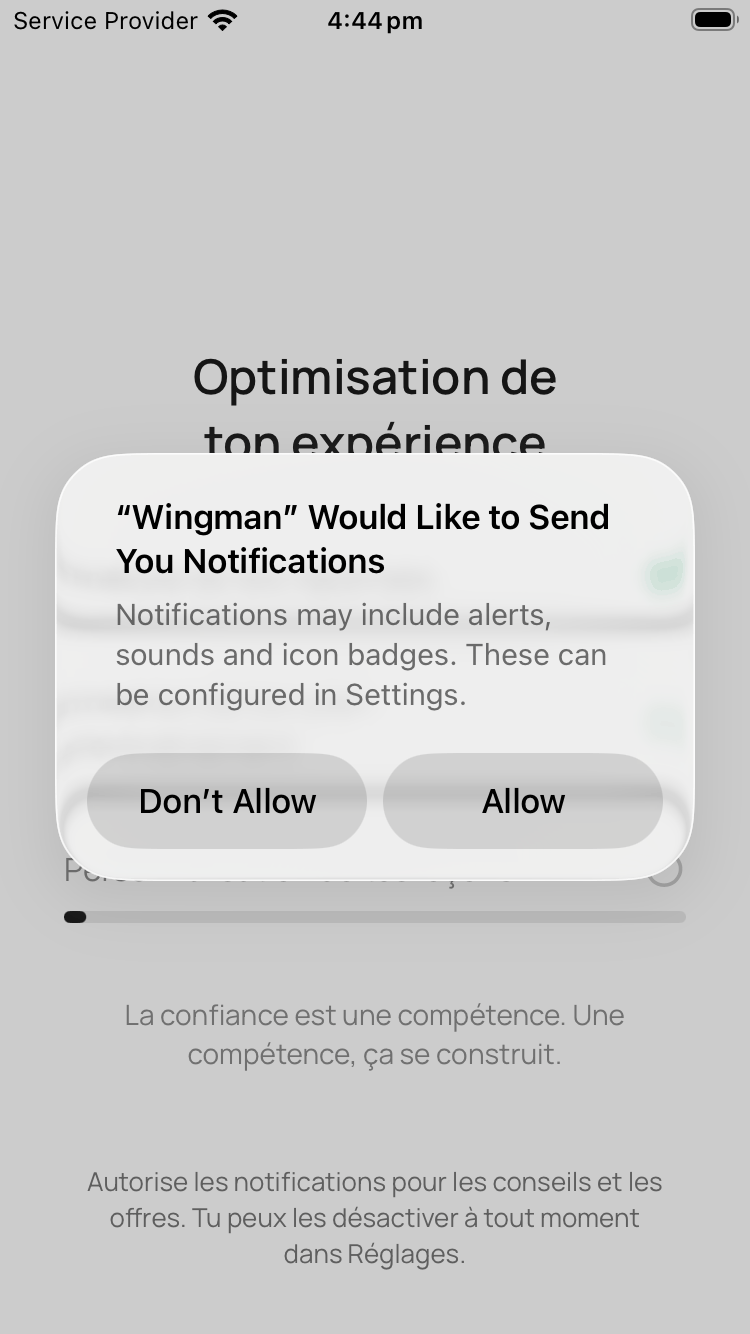 Service Provider
4:44 pm
Optimisation de
ton expérience
“Wingman” Would Like to Send
You Notifications
Notifications may include alerts,
sounds and icon badges. These can
be configured in Settings.
Don’t Allow
Allow
La confiance est une compétence. Une
compétence, ça se construit.
Autorise les notifications pour les conseils et les
offres. Tu peux les désactiver à tout moment
dans Réglages.